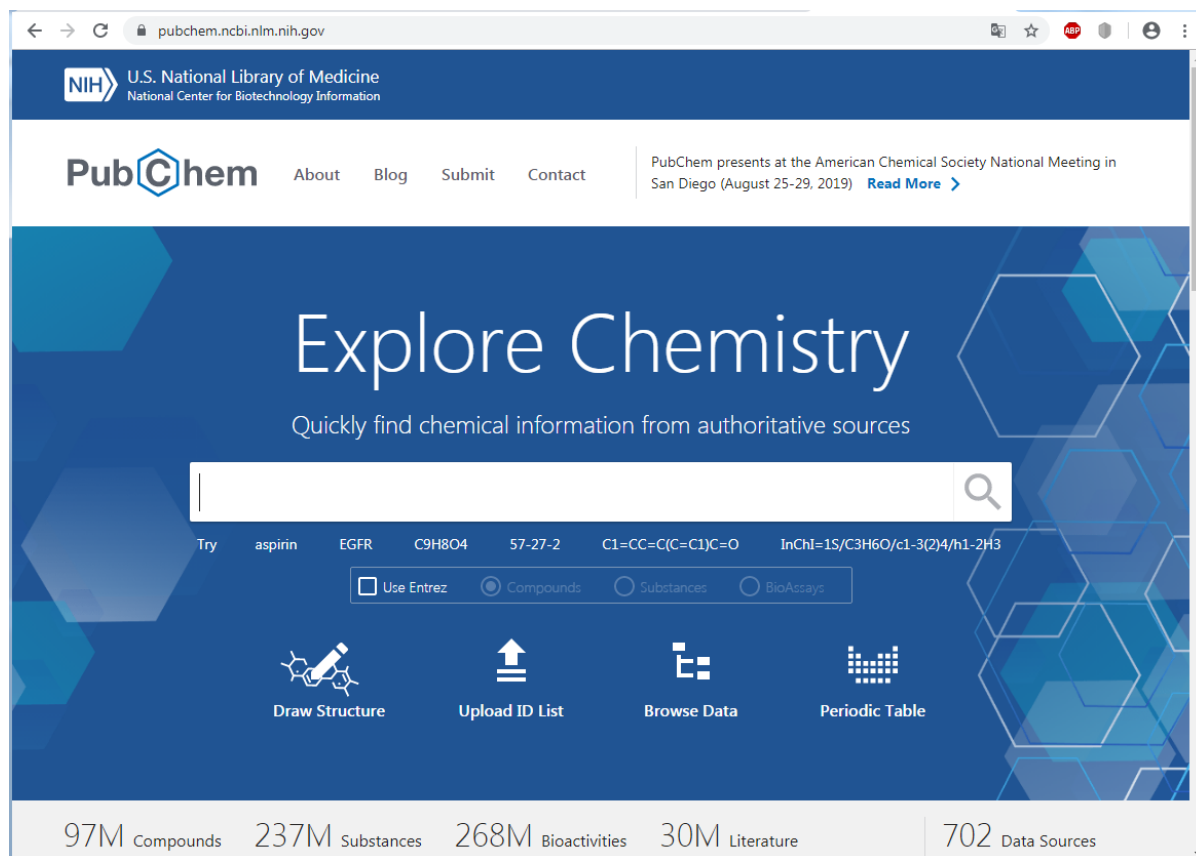 pubchem.ncbi.nlm.nih.gov
ABP
NIH
U.S. National Library of Medicine
National Center for Biotechnology Information
PubChem
About Blog Submit Contact
PubChem presents at the American Chemical Society National Meeting in
San Diego (August 25-29, 2019) Read More
Explore Chemistry
Quickly find chemical information from authoritative sources
Try aspirin EGFR C9H8O4 57-27-2 C1=CC=C(C=C1)C=O InChI=1S/C3H6O/c1-3(2)4/h1-2H3
Use Entrez Compounds Substances BioAssays
Draw Structure Upload ID List Browse Data Periodic Table
97M Compounds 237M Substances 268M Bioactivities 30M Literature 702 Data Sources